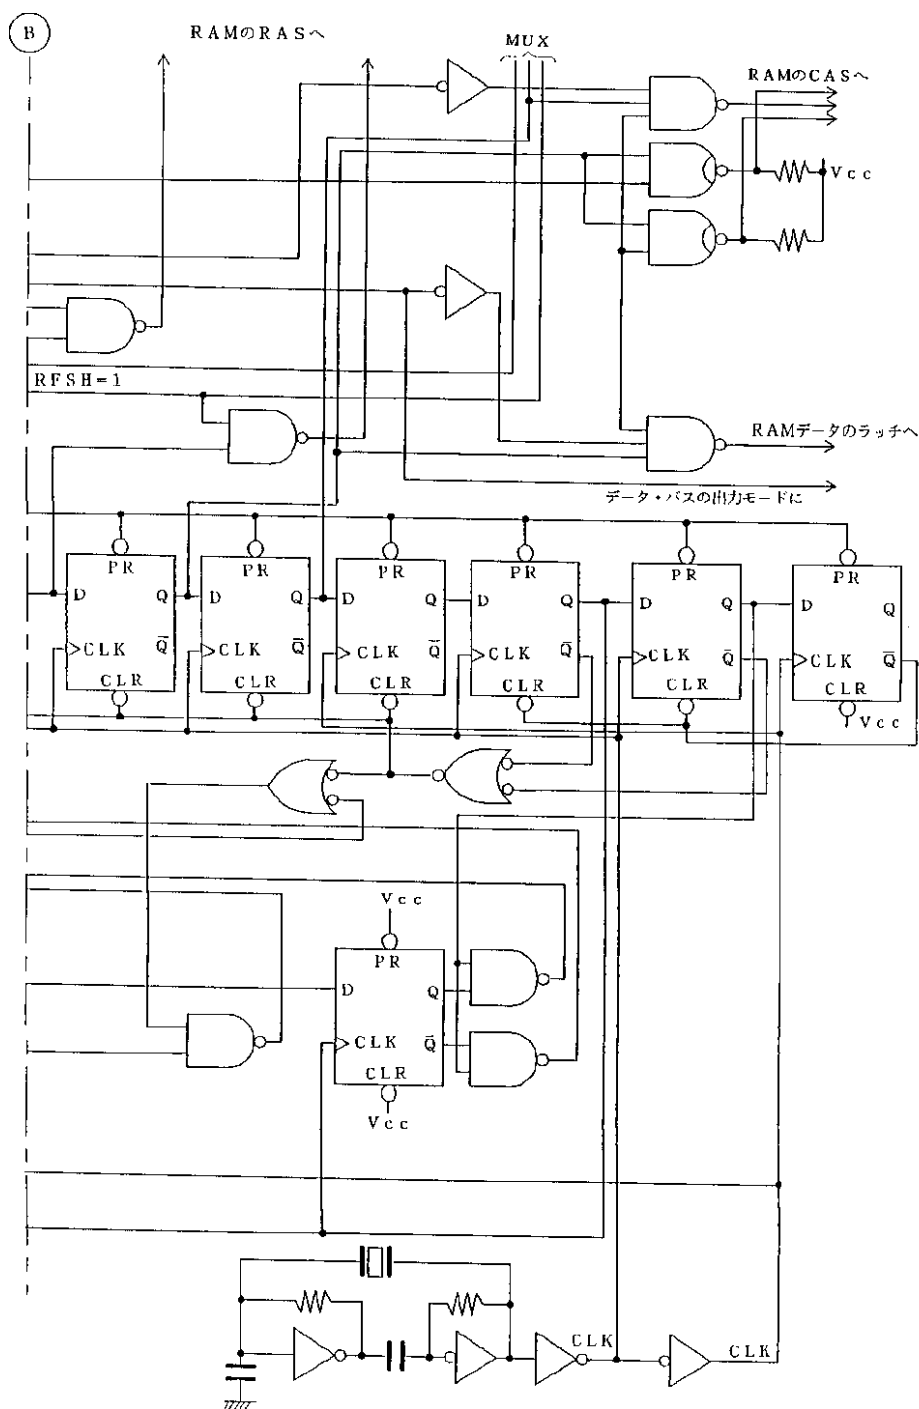 B
RAMのRASへ
MUX
RAMのCASへ
Vcc
RFSH=1
RAMデータのラッチへ
データ・バスの出力モードに
PR
PR
PR
PR
PR
PR
D Q
D Q
D Q
D Q
D Q
D Q
CLK Q̅
CLK Q̅
CLK Q̅
CLK Q̅
CLK Q̅
CLK Q̅
CLR
CLR
CLR
CLR
CLR
CLR
Vcc
Vcc
PR
D Q
CLK Q̅
CLR
Vcc
CLK
CLK